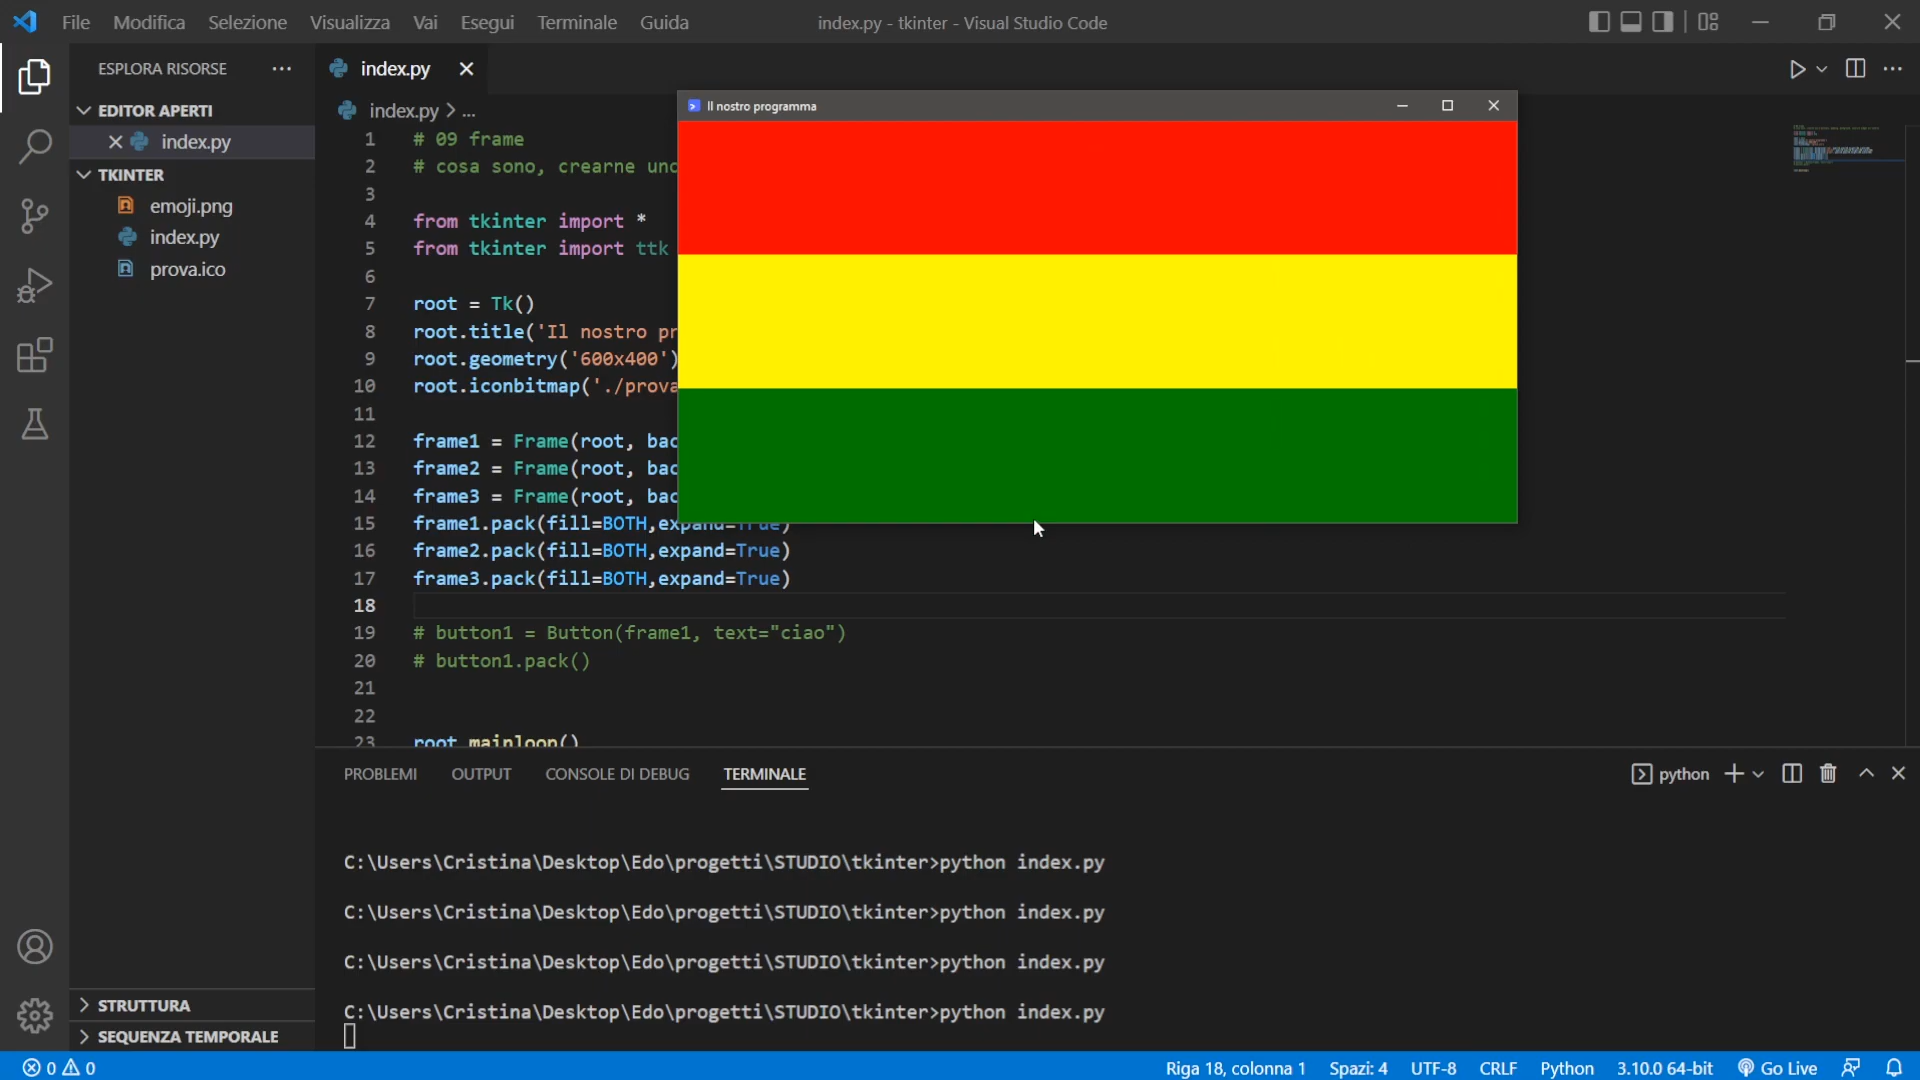 File Modifica Selezione Visualizza Vai Esegui Terminale Guida
index.py - tkinter - Visual Studio Code
ESPLORA RISORSE ...
EDITOR APERTI
index.py
TKINTER
emoji.png
index.py
prova.ico
STRUTTURA
SEQUENZA TEMPORALE
index.py
index.py > ...
Il nostro programma
1 # 09 frame
2 # cosa sono, crearne uno
3
4 from tkinter import *
5 from tkinter import ttk
6
7 root = Tk()
8 root.title('Il nostro pr
9 root.geometry('600x400')
10 root.iconbitmap('./prova
11
12 frame1 = Frame(root, bac
13 frame2 = Frame(root, bac
14 frame3 = Frame(root, bac
15 frame1.pack(fill=BOTH,expand=True)
16 frame2.pack(fill=BOTH,expand=True)
17 frame3.pack(fill=BOTH,expand=True)
18
19 # button1 = Button(frame1, text="ciao")
20 # button1.pack()
21
22
23 root.mainloop()
PROBLEMI OUTPUT CONSOLE DI DEBUG TERMINALE
python
C:\Users\Cristina\Desktop\Edo\progetti\STUDIO\tkinter>python index.py
C:\Users\Cristina\Desktop\Edo\progetti\STUDIO\tkinter>python index.py
C:\Users\Cristina\Desktop\Edo\progetti\STUDIO\tkinter>python index.py
C:\Users\Cristina\Desktop\Edo\progetti\STUDIO\tkinter>python index.py
0 0
Riga 18, colonna 1 Spazi: 4 UTF-8 CRLF Python 3.10.0 64-bit Go Live